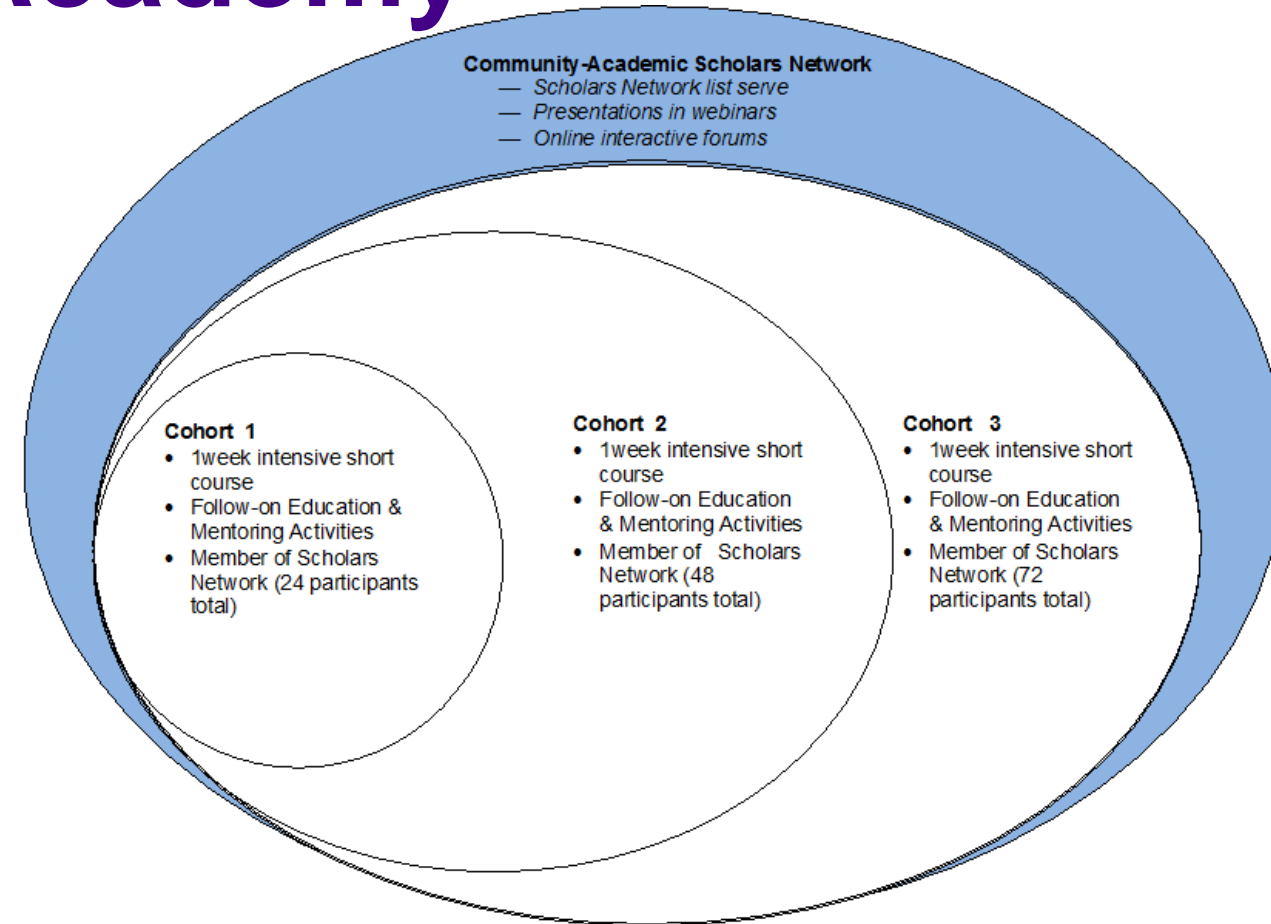 Academy
Community-Academic Scholars Network
— Scholars Network list serve
— Presentations in webinars
— Online interactive forums
Cohort 1
• 1week intensive short
course
• Follow-on Education &
Mentoring Activities
• Member of Scholars
Network (24 participants
total)
Cohort 2
• 1week intensive short
course
• Follow-on Education
& Mentoring Activities
• Member of Scholars
Network (48
participants total)
Cohort 3
• 1week intensive short
course
• Follow-on Education
& Mentoring Activities
• Member of Scholars
Network (72
participants total)